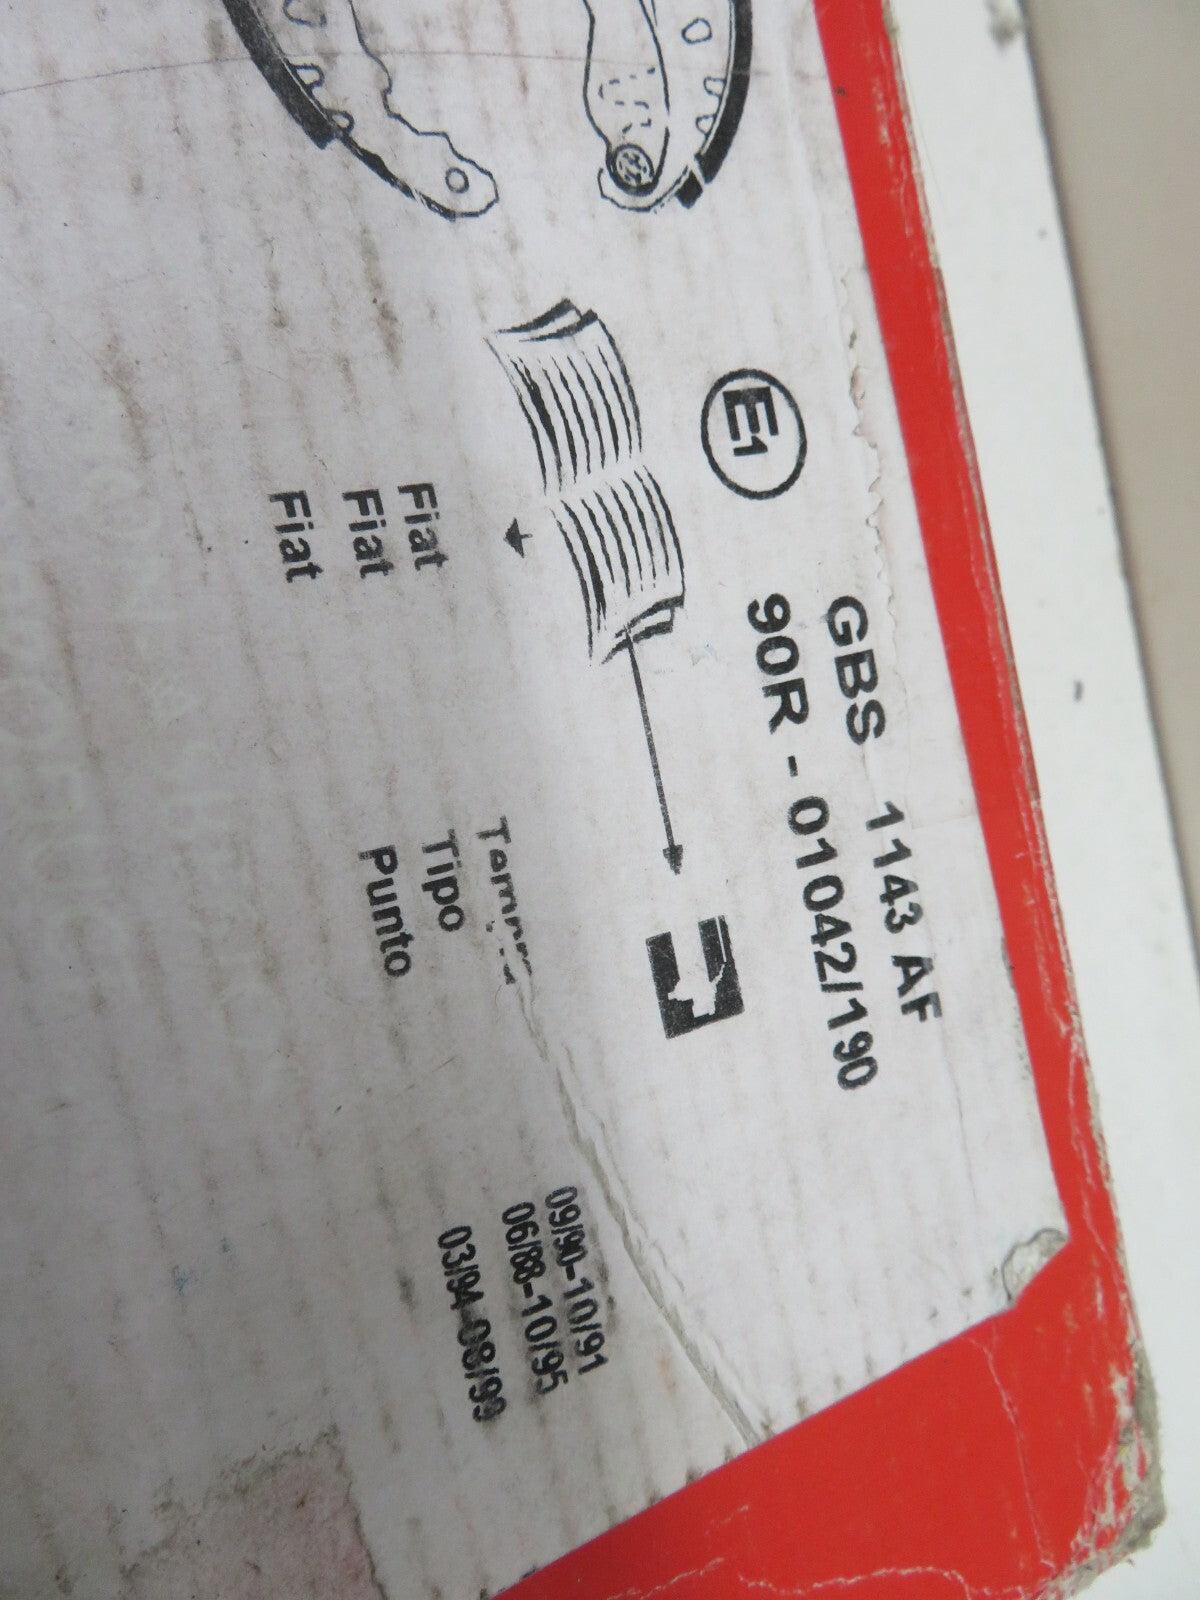 GBS 1143 AF
E1 90R - 01042/190
Fiat Tempra 09/90-10/91
Fiat Tipo 06/88-10/95
Fiat Punto 03/94-08/99